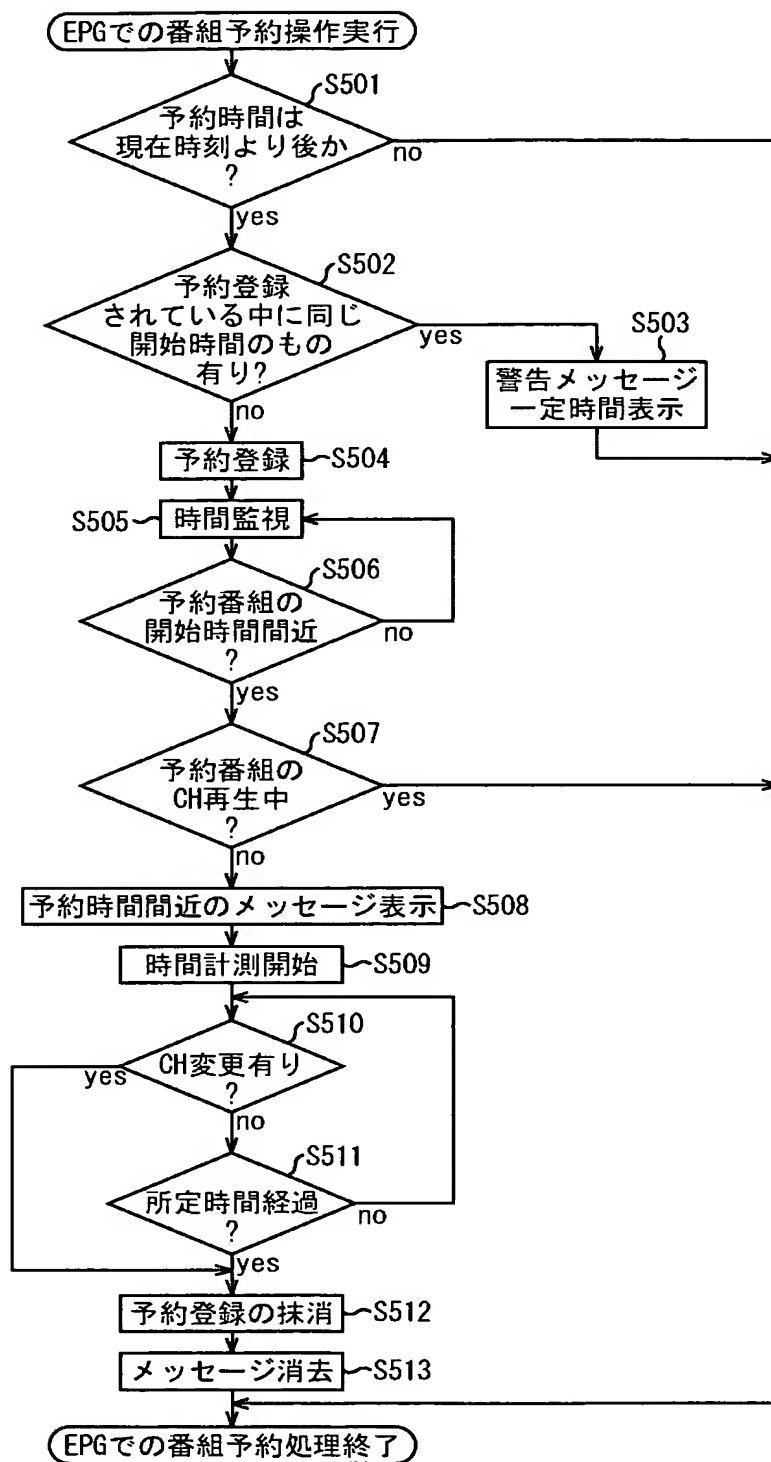 EPGでの番組予約操作実行
S501
予約時間は
現在時刻より後か
?
no
yes
S502
予約登録
されている中に同じ
開始時間のもの
有り?
yes
no
S503
警告メッセージ
一定時間表示
予約登録
S504
S505
時間監視
S506
予約番組の
開始時間間近
?
no
yes
S507
予約番組の
CH再生中
?
yes
no
予約時間間近のメッセージ表示
S508
時間計測開始
S509
S510
CH変更有り
?
yes
no
S511
所定時間経過
?
no
yes
予約登録の抹消
S512
メッセージ消去
S513
EPGでの番組予約処理終了